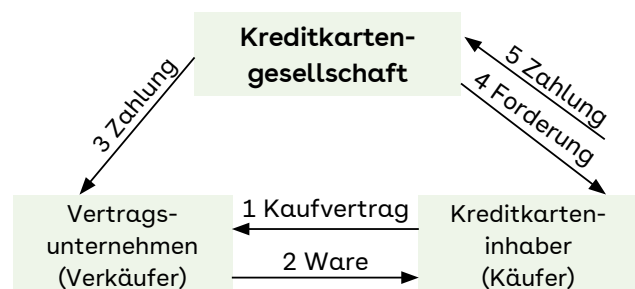 Kreditkarten-
gesellschaft
3 Zahlung
5 Zahlung
4 Forderung
Vertrags-
unternehmen
(Verkäufer)
1 Kaufvertrag
2 Ware
Kreditkarten-
inhaber
(Käufer)